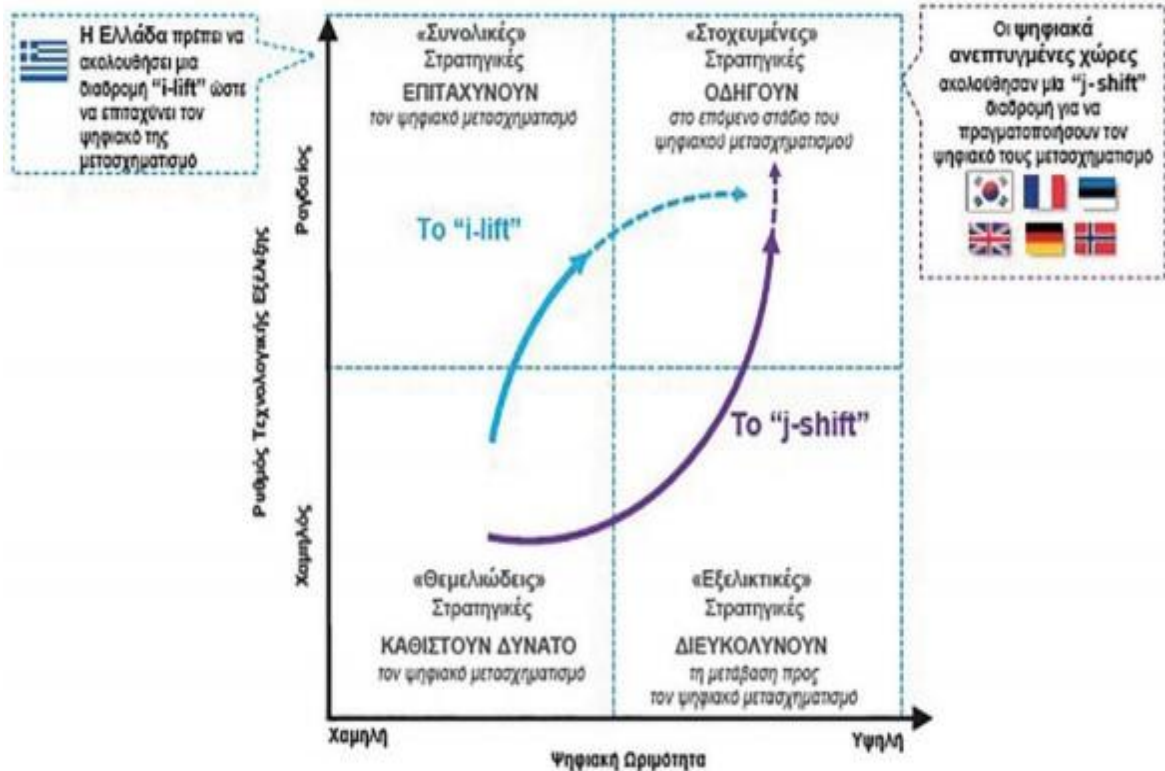 Η Ελλάδα πρέπει να
ακολουθήσει μια
διαδρομή "i-lift" ώστε
να επιταχύνει τον
ψηφιακό της
μετασχηματισμό
«Συνολικές»
Στρατηγικές
ΕΠΙΤΑΧΥΝΟΥΝ
τον ψηφιακό μετασχηματισμό
«Στοχευμένες»
Στρατηγικές
ΟΔΗΓΟΥΝ
στο επόμενο στάδιο του
ψηφιακού μετασχηματισμού
Οι ψηφιακά
ανεπτυγμένες χώρες
ακολούθησαν μία "j-shift"
διαδρομή για να
πραγματοποιήσουν τον
ψηφιακό τους μετασχηματισμό
Ρυθμός Τεχνολογικής Εξέλιξης
Ραγδαίος
Χαμηλός
Το "i-lift"
Το "j-shift"
«Θεμελιώδεις»
Στρατηγικές
ΚΑΘΙΣΤΟΥΝ ΔΥΝΑΤΟ
τον ψηφιακό μετασχηματισμό
«Εξελικτικές»
Στρατηγικές
ΔΙΕΥΚΟΛΥΝΟΥΝ
τη μετάβαση προς
τον ψηφιακό μετασχηματισμό
Χαμηλή
Υψηλή
Ψηφιακή Ωριμότητα